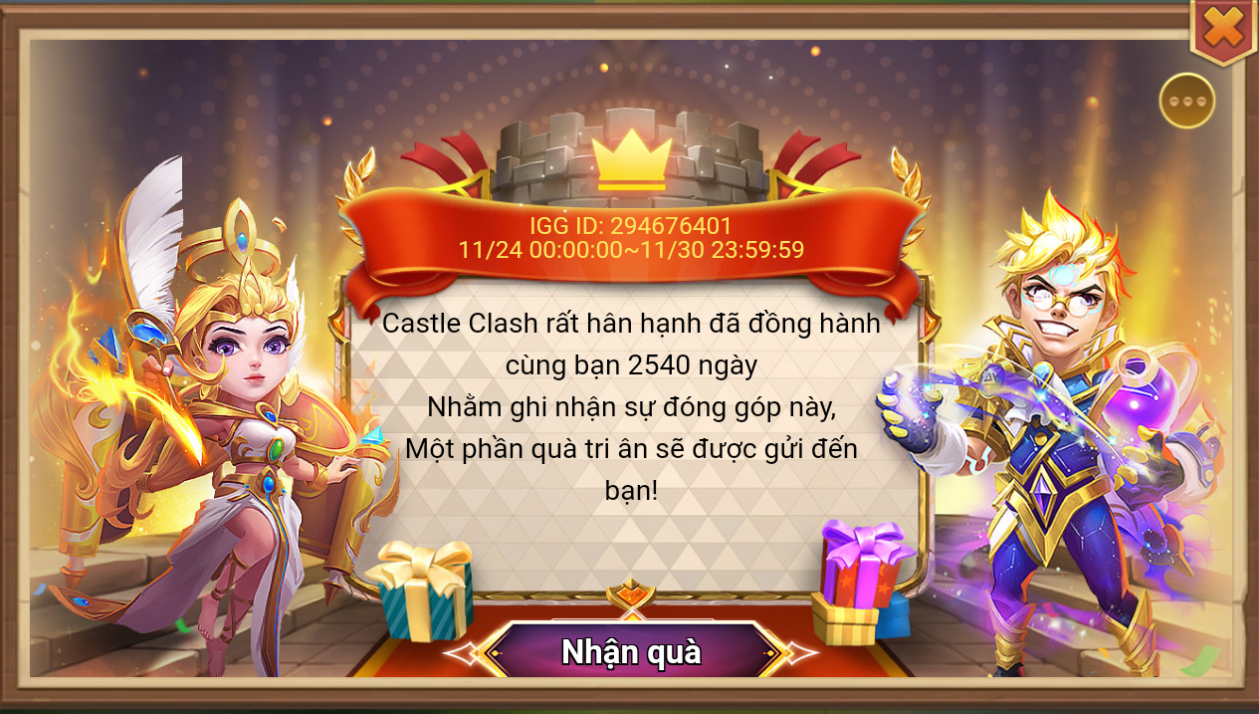 IGG ID: 294676401
11/24 00:00:00~11/30 23:59:59
Castle Clash rất hân hạnh đã đồng hành
cùng bạn 2540 ngày
Nhằm ghi nhận sự đóng góp này,
Một phần quà tri ân sẽ được gửi đến
bạn!
Nhận quà